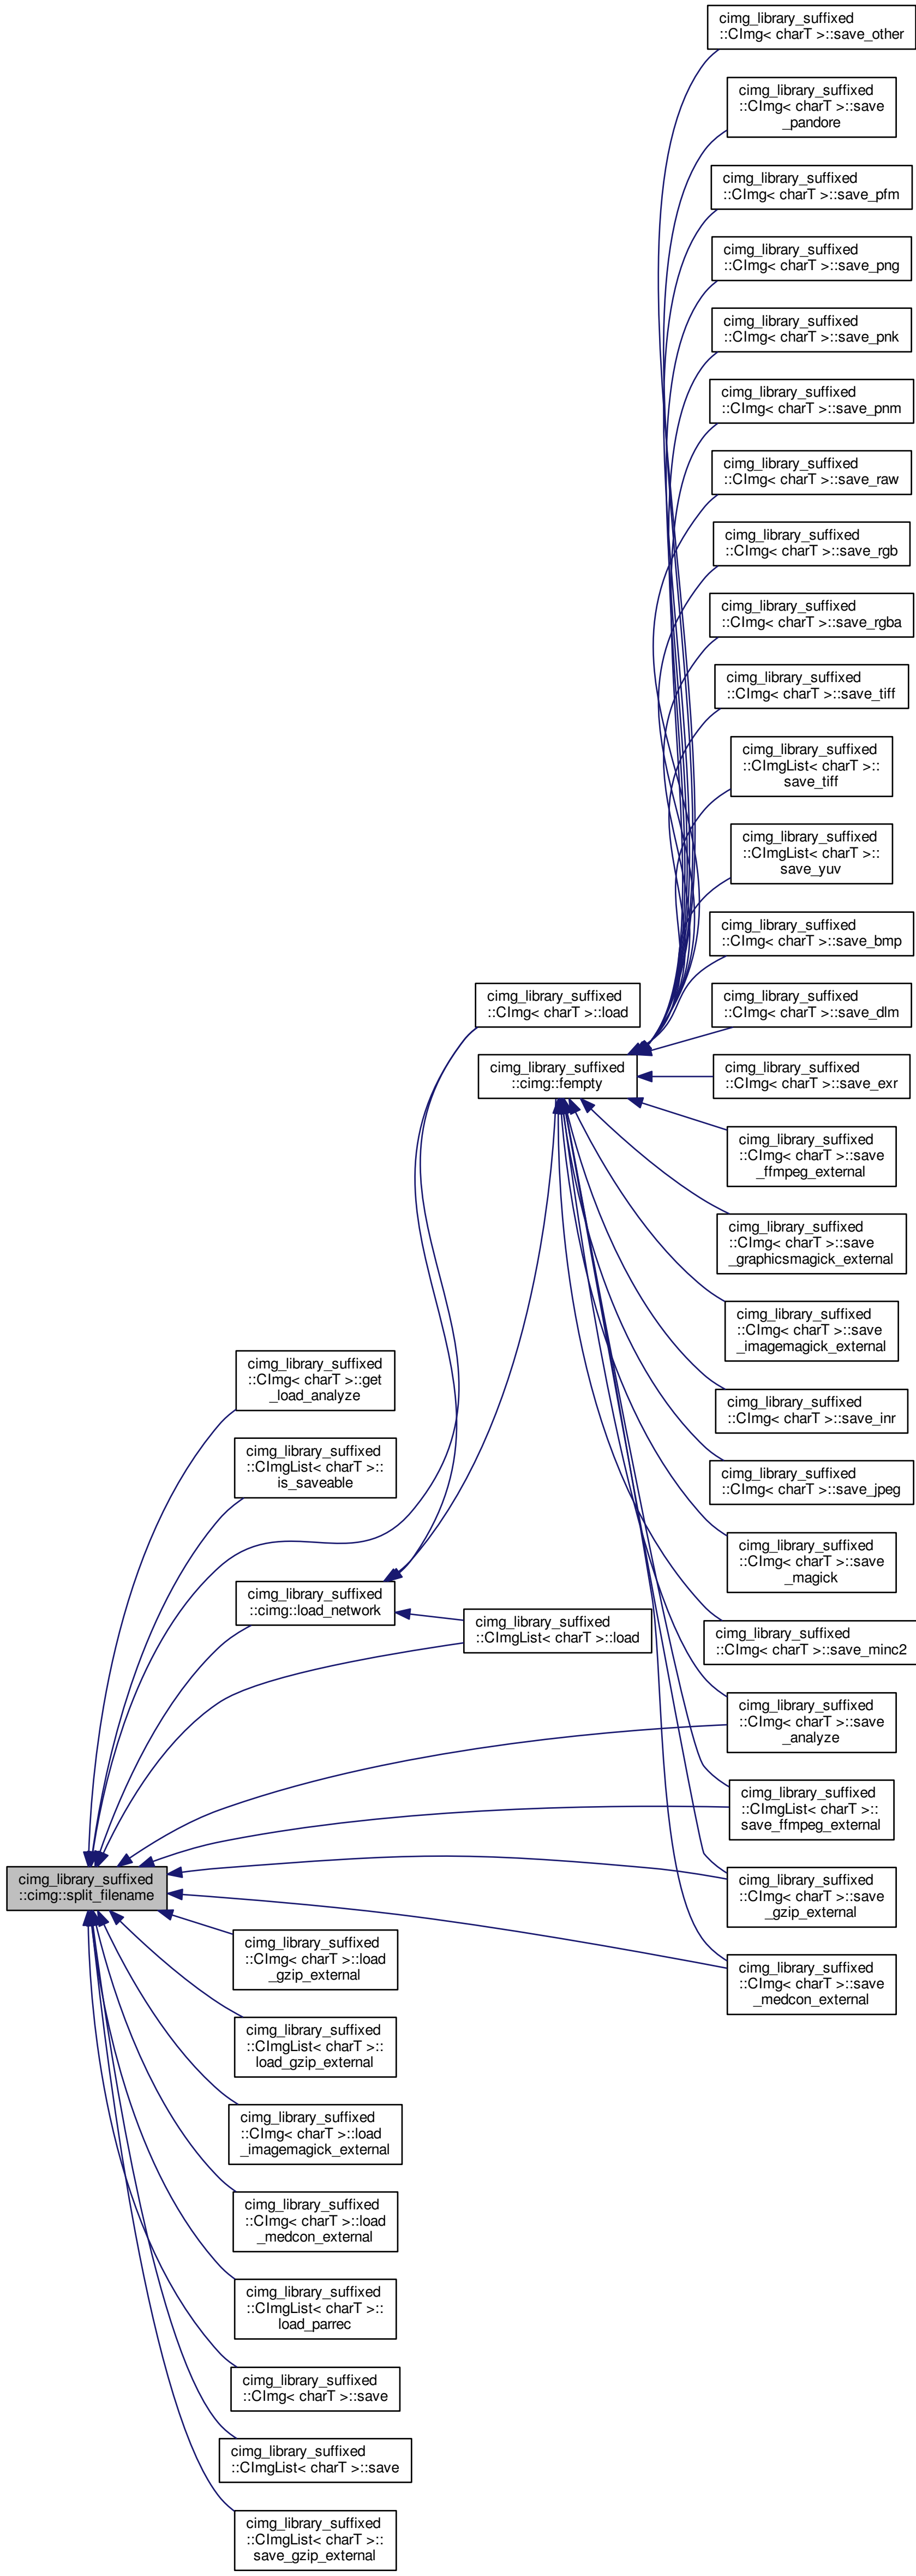 cimg_library_suffixed
::CImg< charT >::save_other
cimg_library_suffixed
::CImg< charT >::save
_pandore
cimg_library_suffixed
::CImg< charT >::save_pfm
cimg_library_suffixed
::CImg< charT >::save_png
cimg_library_suffixed
::CImg< charT >::save_pnk
cimg_library_suffixed
::CImg< charT >::save_pnm
cimg_library_suffixed
::CImg< charT >::save_raw
cimg_library_suffixed
::CImg< charT >::save_rgb
cimg_library_suffixed
::CImg< charT >::save_rgba
cimg_library_suffixed
::CImg< charT >::save_tiff
cimg_library_suffixed
::CImgList< charT >::
save_tiff
cimg_library_suffixed
::CImgList< charT >::
save_yuv
cimg_library_suffixed
::CImg< charT >::save_bmp
cimg_library_suffixed
::CImg< charT >::load
cimg_library_suffixed
::CImg< charT >::save_dlm
cimg_library_suffixed
::cimg::fempty
cimg_library_suffixed
::CImg< charT >::save_exr
cimg_library_suffixed
::CImg< charT >::save
_ffmpeg_external
cimg_library_suffixed
::CImg< charT >::save
_graphicsmagick_external
cimg_library_suffixed
::CImg< charT >::save
_imagemagick_external
cimg_library_suffixed
::CImg< charT >::get
_load_analyze
cimg_library_suffixed
::CImg< charT >::save_inr
cimg_library_suffixed
::CImgList< charT >::
is_saveable
cimg_library_suffixed
::CImg< charT >::save_jpeg
cimg_library_suffixed
::CImg< charT >::save
_magick
cimg_library_suffixed
::cimg::load_network
cimg_library_suffixed
::CImgList< charT >::load
cimg_library_suffixed
::CImg< charT >::save_minc2
cimg_library_suffixed
::CImg< charT >::save
_analyze
cimg_library_suffixed
::CImgList< charT >::
save_ffmpeg_external
cimg_library_suffixed
::cimg::split_filename
cimg_library_suffixed
::CImg< charT >::save
_gzip_external
cimg_library_suffixed
::CImg< charT >::load
_gzip_external
cimg_library_suffixed
::CImg< charT >::save
_medcon_external
cimg_library_suffixed
::CImgList< charT >::
load_gzip_external
cimg_library_suffixed
::CImg< charT >::load
_imagemagick_external
cimg_library_suffixed
::CImg< charT >::load
_medcon_external
cimg_library_suffixed
::CImgList< charT >::
load_parrec
cimg_library_suffixed
::CImg< charT >::save
cimg_library_suffixed
::CImgList< charT >::save
cimg_library_suffixed
::CImgList< charT >::
save_gzip_external